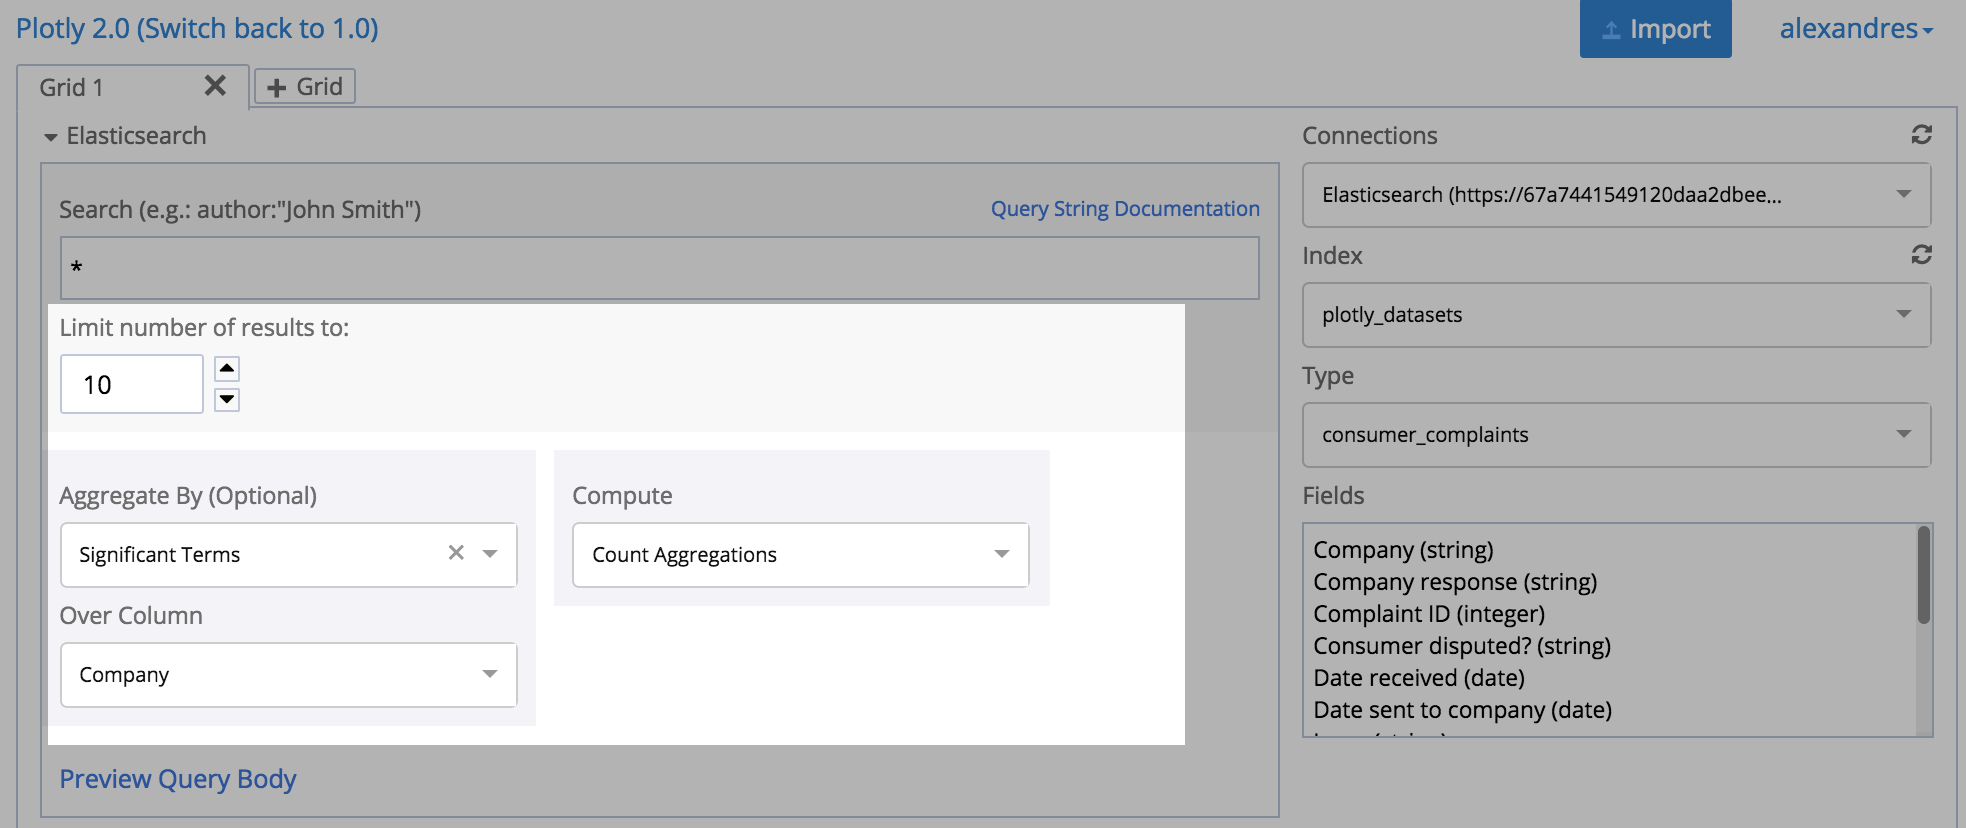 Plotly 2.0 (Switch back to 1.0)
Import
alexandres
Grid 1
Grid
Elasticsearch
Search (e.g.: author:"John Smith")
Query String Documentation
*
Limit number of results to:
10
Aggregate By (Optional)
Significant Terms
Over Column
Company
Compute
Count Aggregations
Preview Query Body
Connections
Elasticsearch (https://67a7441549120daa2dbee...
Index
plotly_datasets
Type
consumer_complaints
Fields
Company (string)
Company response (string)
Complaint ID (integer)
Consumer disputed? (string)
Date received (date)
Date sent to company (date)